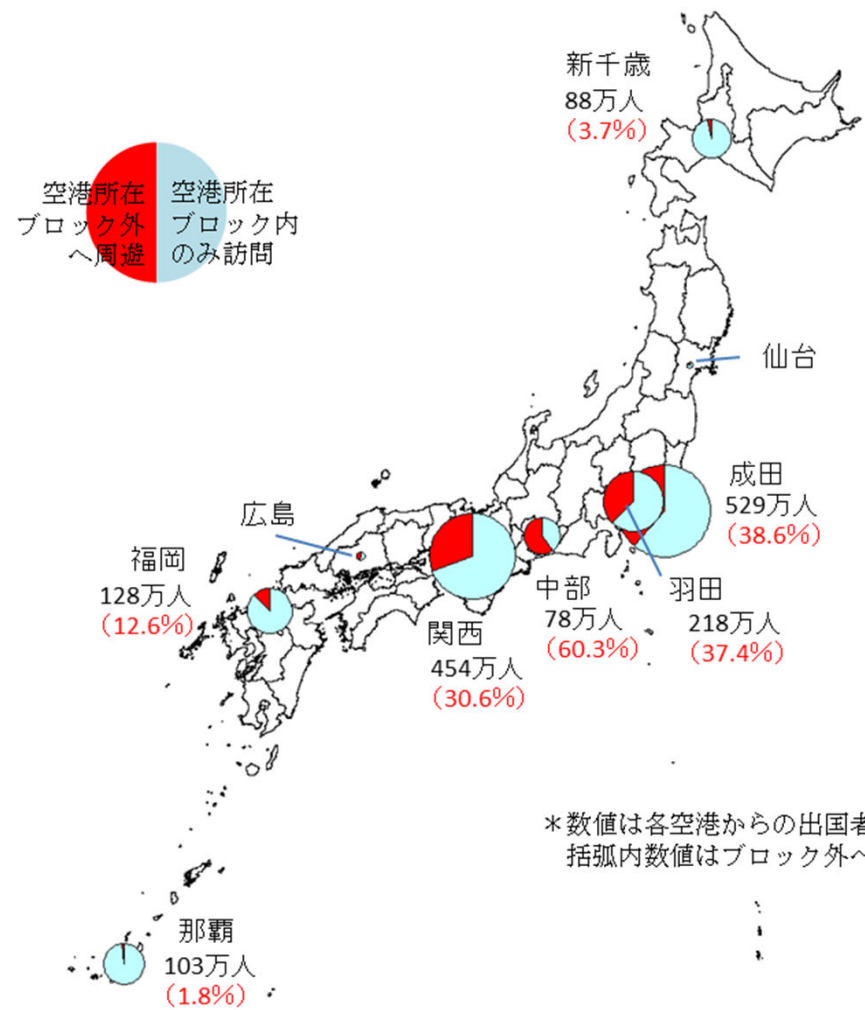 新千歳
88万人
（3.7%）
空港所在
ブロック外
へ周遊
空港所在
ブロック内
のみ訪問
仙台
成田
529万人
（38.6%）
広島
福岡
128万人
（12.6%）
関西
454万人
（30.6%）
中部
78万人
（60.3%）
羽田
218万人
（37.4%）
＊数値は各空港からの出国者
括弧内数値はブロック外へ
那覇
103万人
（1.8%）